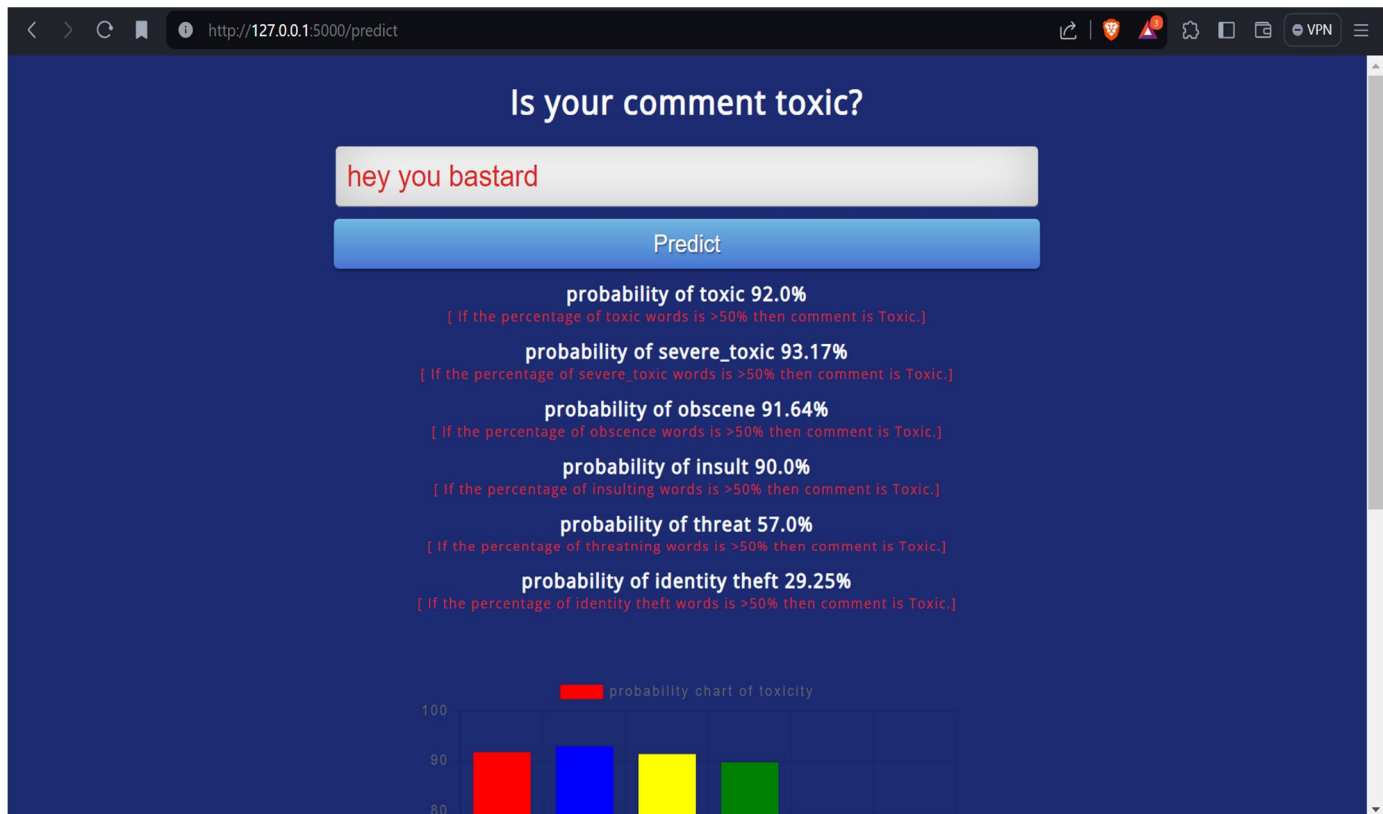 http://127.0.0.1:5000/predict
3
VPN
Is your comment toxic?
hey you bastard
Predict
probability of toxic 92.0%
[ If the percentage of toxic words is >50% then comment is Toxic.]
probability of severe_toxic 93.17%
[ If the percentage of severe_toxic words is >50% then comment is Toxic.]
probability of obscene 91.64%
[ If the percentage of obscence words is >50% then comment is Toxic.]
probability of insult 90.0%
[ If the percentage of insulting words is >50% then comment is Toxic.]
probability of threat 57.0%
[ If the percentage of threatning words is >50% then comment is Toxic.]
probability of identity theft 29.25%
[ If the percentage of identity theft words is >50% then comment is Toxic.]
probability chart of toxicity
100
90
80